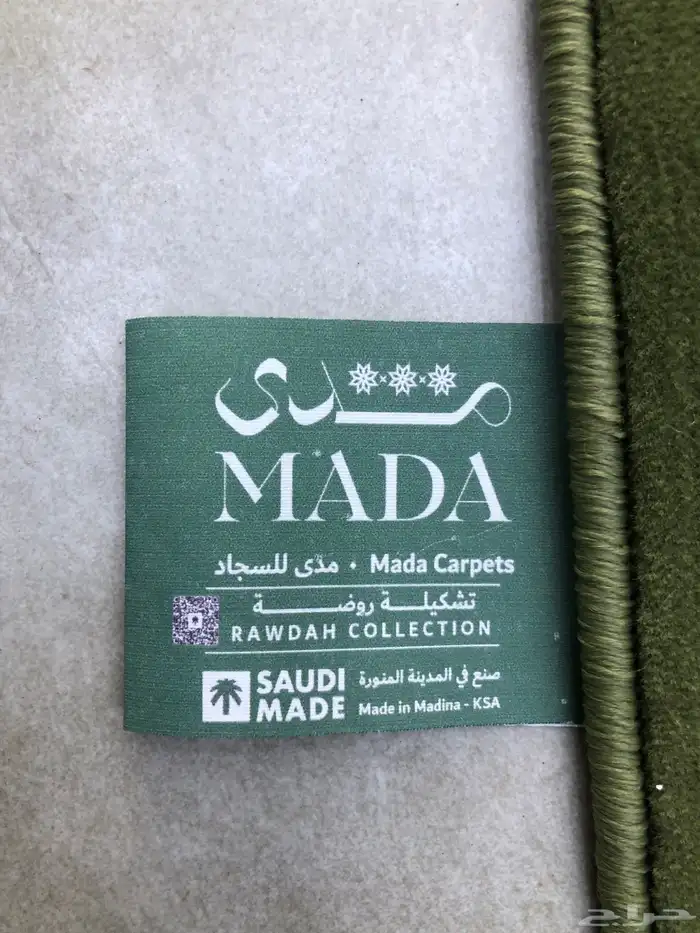 مدى
MADA
مدى للسجاد • Mada Carpets
تشكيلة روضة
RAWDAH COLLECTION
SAUDI MADE
صنع في المدينة المنورة
Made in Madina - KSA
حراج